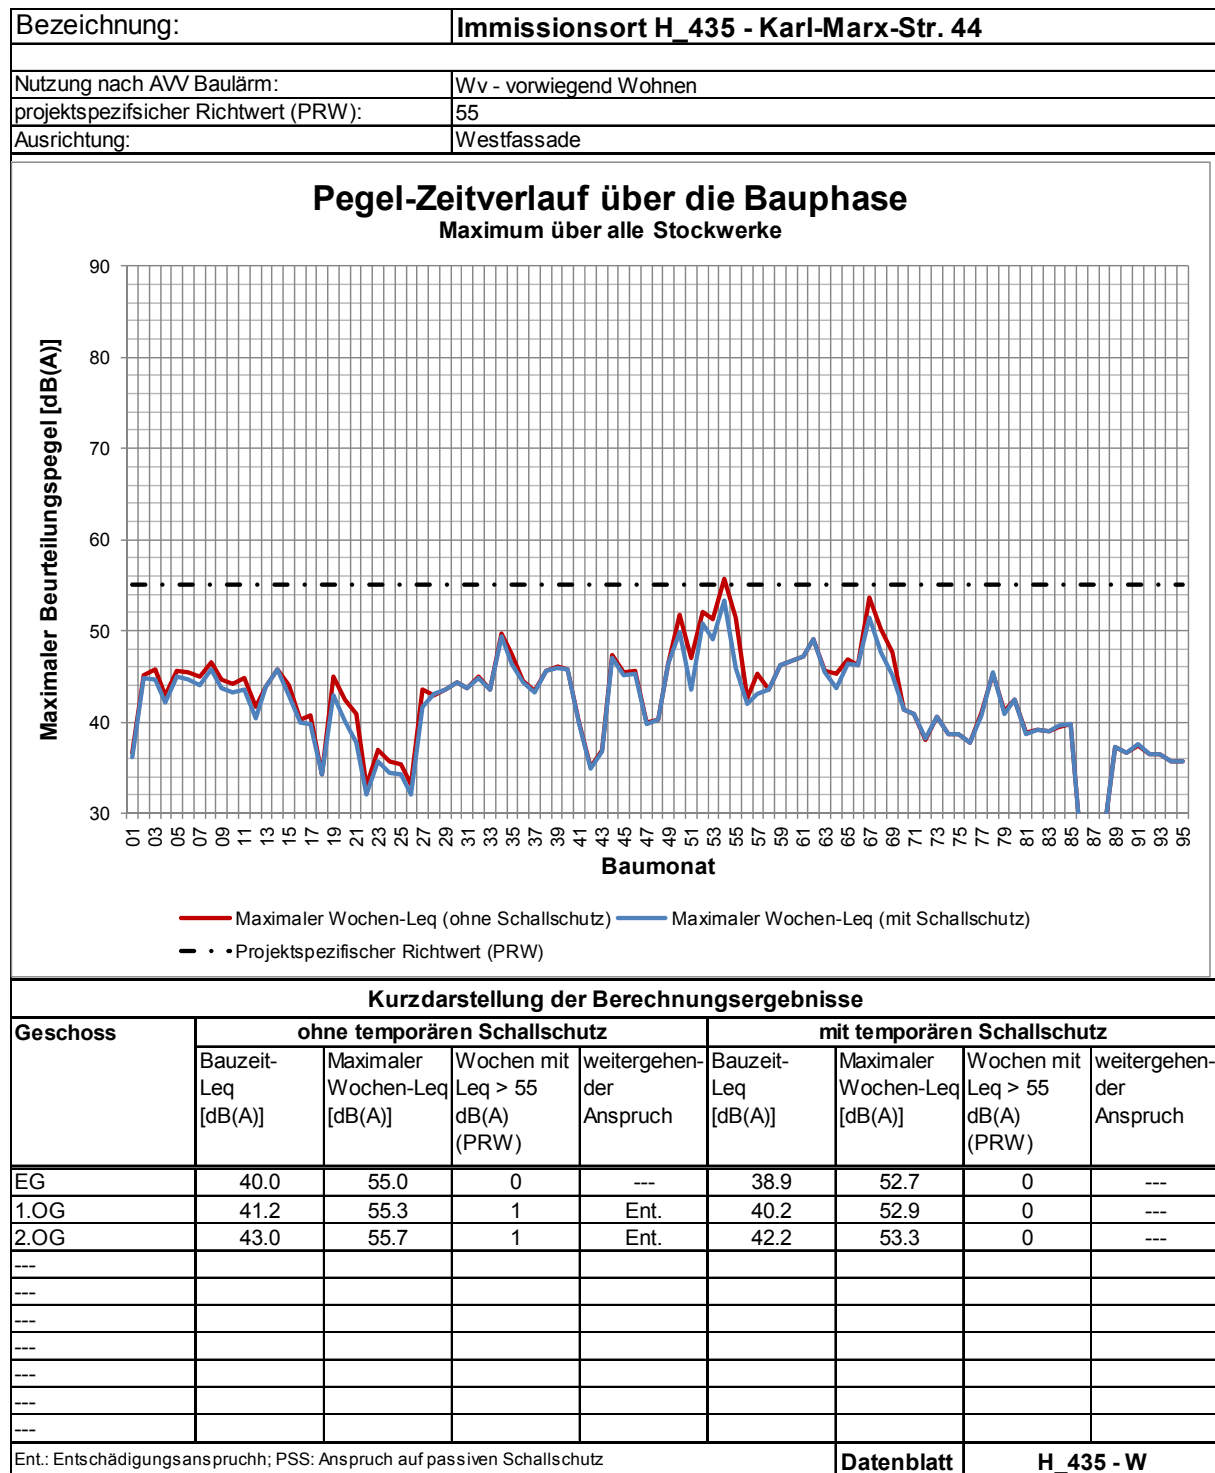 Bezeichnung: Immissionsort H_435 - Karl-Marx-Str. 44
Nutzung nach AVV Baulärm: Wv - vorwiegend Wohnen
projektspezifsicher Richtwert (PRW): 55
Ausrichtung: Westfassade
Pegel-Zeitverlauf über die Bauphase
Maximum über alle Stockwerke
Maximaler Beurteilungspegel [dB(A)]
90
80
70
60
50
40
30
01 03 05 07 09 11 13 15 17 19 21 23 25 27 29 31 33 35 37 39 41 43 45 47 49 51 53 55 57 59 61 63 65 67 69 71 73 75 77 79 81 83 85 87 89 91 93 95
Baumonat
Maximaler Wochen-Leq (ohne Schallschutz) Maximaler Wochen-Leq (mit Schallschutz)
Projektspezifischer Richtwert (PRW)
Kurzdarstellung der Berechnungsergebnisse
Geschoss ohne temporären Schallschutz mit temporären Schallschutz
Bauzeit- Maximaler Wochen mit weitergehen- Bauzeit- Maximaler Wochen mit weitergehen-
Leq Wochen-Leq Leq > 55 der Leq Wochen-Leq Leq > 55 der
[dB(A)] [dB(A)] dB(A) Anspruch [dB(A)] [dB(A)] dB(A) Anspruch
(PRW) (PRW)
EG 40.0 55.0 0 --- 38.9 52.7 0 ---
1.OG 41.2 55.3 1 Ent. 40.2 52.9 0 ---
2.OG 43.0 55.7 1 Ent. 42.2 53.3 0 ---
---
---
---
---
---
---
---
Ent.: Entschädigungsanspruchh; PSS: Anspruch auf passiven Schallschutz Datenblatt H_435 - W